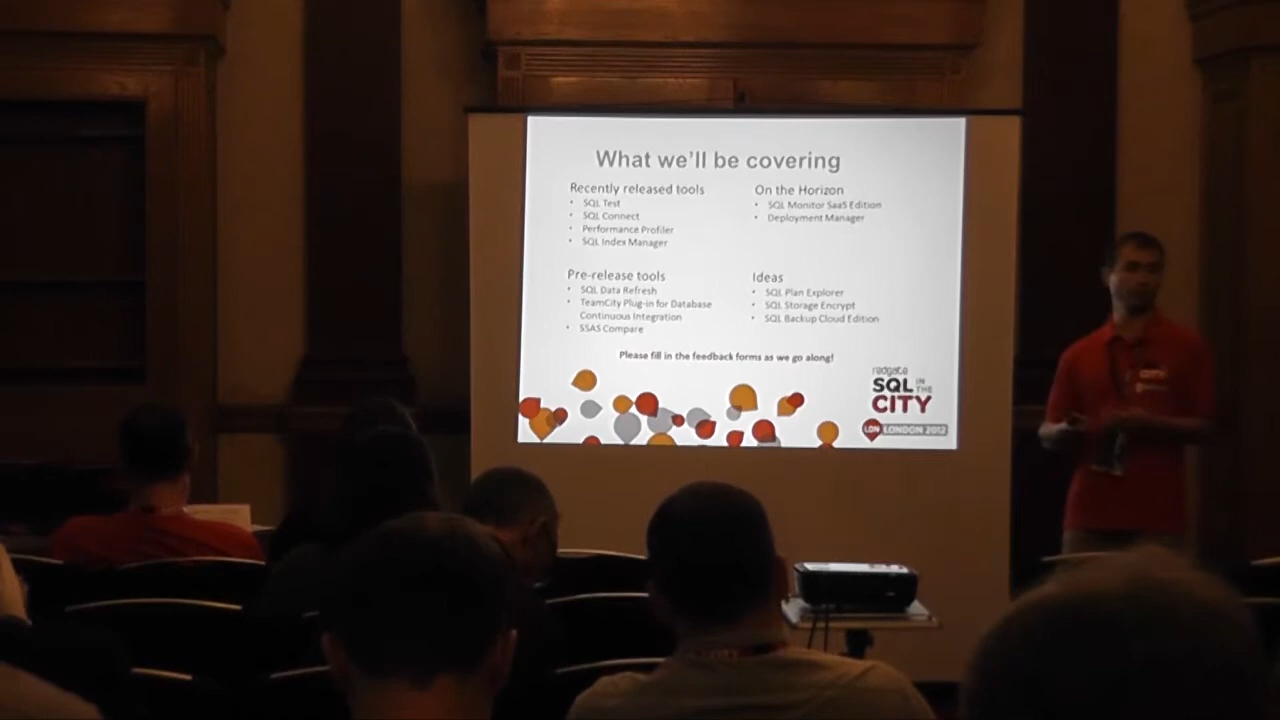 What we'll be covering
Recently released tools
• SQL Test
• SQL Connect
• Performance Profiler
• SQL Index Manager
On the Horizon
• SQL Monitor SaaS Edition
• Deployment Manager
Pre-release tools
• SQL Data Refresh
• TeamCity Plug-in for Database
Continuous Integration
• SSAS Compare
Ideas
• SQL Plan Explorer
• SQL Storage Encrypt
• SQL Backup Cloud Edition
Please fill in the feedback forms as we go along!
redgate
SQL IN THE
CITY
LDN LONDON 2012